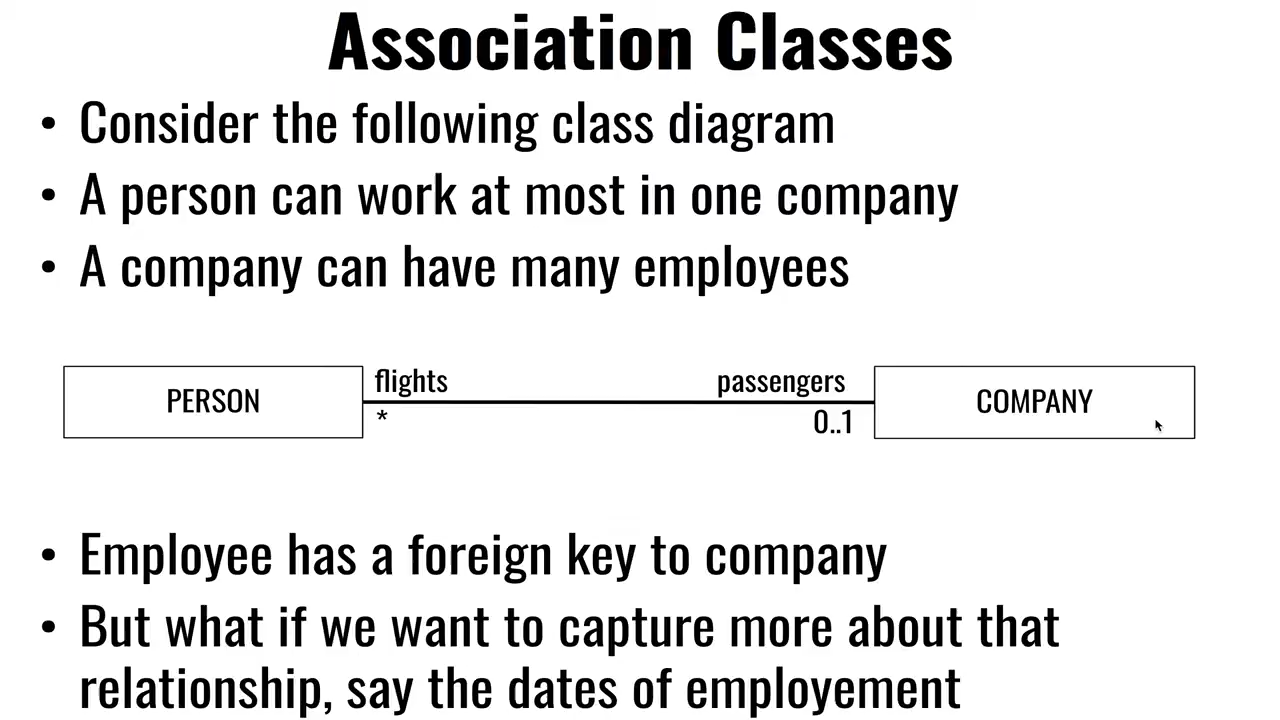 Association Classes
• Consider the following class diagram
• A person can work at most in one company
• A company can have many employees
PERSON
flights
*
passengers
0..1
COMPANY
• Employee has a foreign key to company
• But what if we want to capture more about that
relationship, say the dates of employement